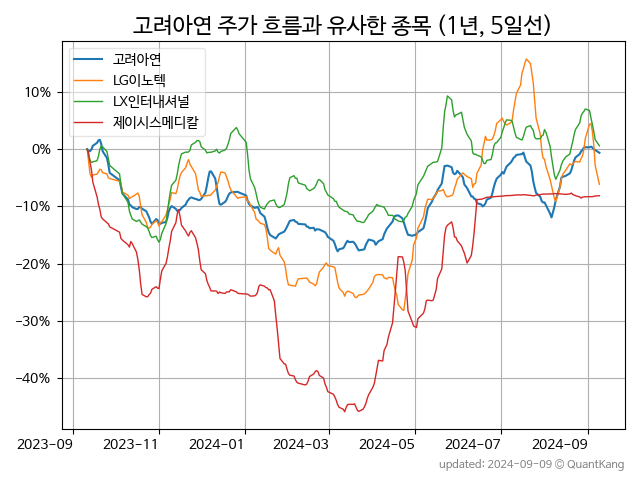 고려아연 주가 흐름과 유사한 종목 (1년, 5일선)
고려아연
LG이노텍
LX인터내셔널
제이시스메디칼
10%
0%
−10%
−20%
−30%
−40%
2023-09 2023-11 2024-01 2024-03 2024-05 2024-07 2024-09
updated: 2024-09-09 © QuantKang